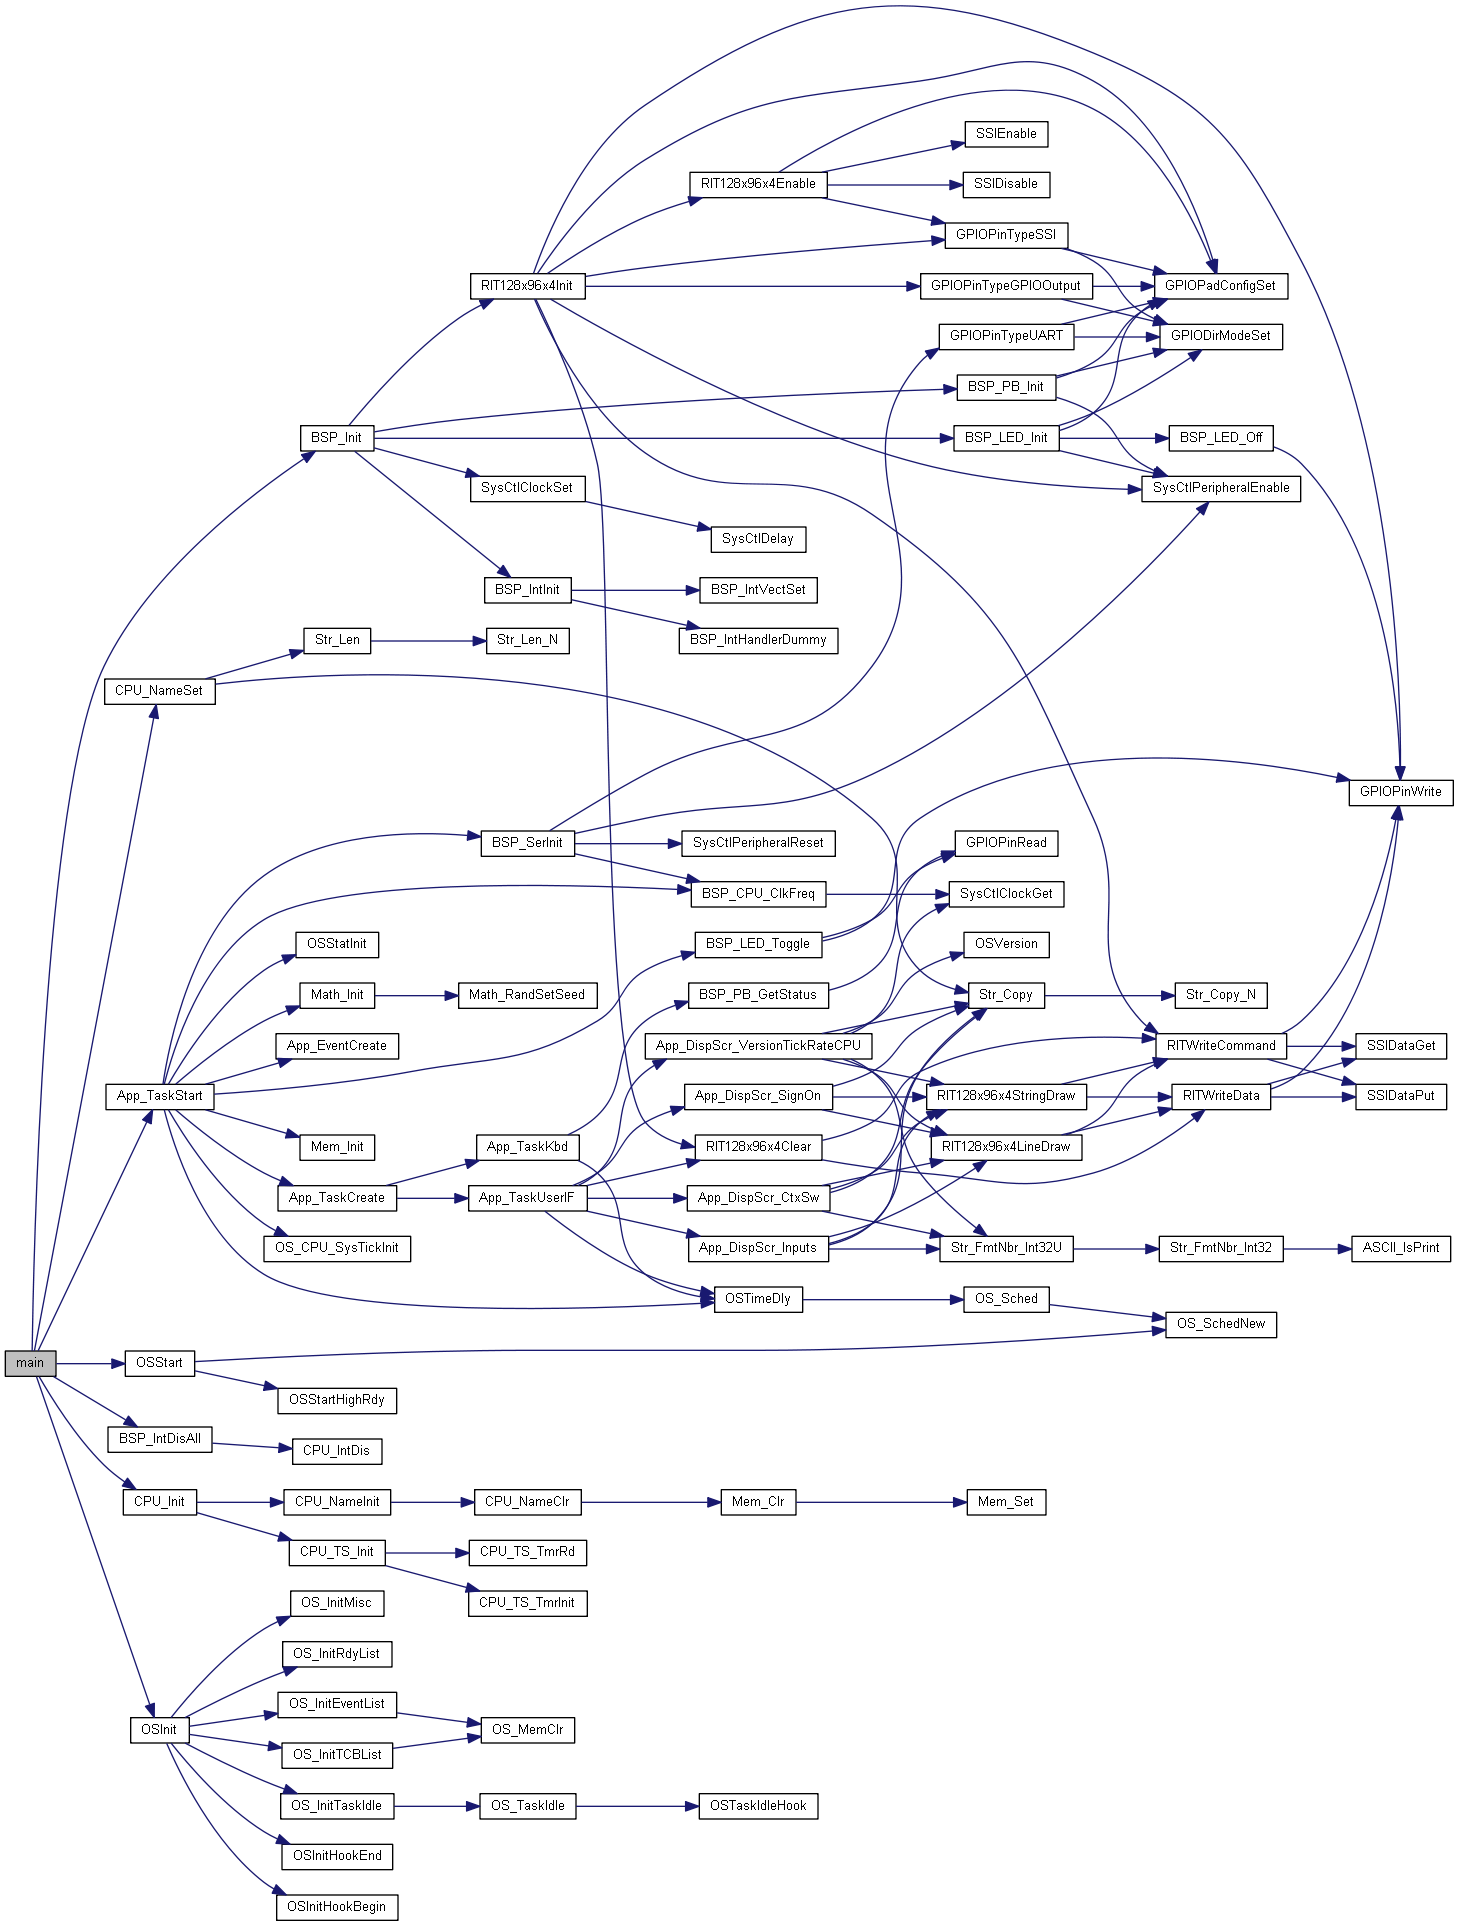 SSIEnable
RIT128x96x4Enable
SSIDisable
GPIOPinTypeSSI
RIT128x96x4Init
GPIOPinTypeGPIOOutput
GPIOPadConfigSet
GPIOPinTypeUART
GPIODirModeSet
BSP_PB_Init
BSP_Init
BSP_LED_Init
BSP_LED_Off
SysCtlClockSet
SysCtlPeripheralEnable
SysCtlDelay
BSP_IntInit
BSP_IntVectSet
Str_Len
Str_Len_N
BSP_IntHandlerDummy
CPU_NameSet
GPIOPinWrite
BSP_SerInit
SysCtlPeripheralReset
GPIOPinRead
BSP_CPU_ClkFreq
SysCtlClockGet
OSStatInit
BSP_LED_Toggle
OSVersion
Math_Init
Math_RandSetSeed
BSP_PB_GetStatus
Str_Copy
Str_Copy_N
App_EventCreate
App_DispScr_VersionTickRateCPU
RITWriteCommand
SSIDataGet
App_TaskStart
App_DispScr_SignOn
RIT128x96x4StringDraw
RITWriteData
SSIDataPut
Mem_Init
App_TaskKbd
RIT128x96x4Clear
RIT128x96x4LineDraw
App_TaskCreate
App_TaskUserIF
App_DispScr_CtxSw
OS_CPU_SysTickInit
App_DispScr_Inputs
Str_FmtNbr_Int32U
Str_FmtNbr_Int32
ASCII_IsPrint
OSTimeDly
OS_Sched
OS_SchedNew
main
OSStart
OSStartHighRdy
BSP_IntDisAll
CPU_IntDis
CPU_Init
CPU_NameInit
CPU_NameClr
Mem_Clr
Mem_Set
CPU_TS_Init
CPU_TS_TmrRd
OS_InitMisc
CPU_TS_TmrInit
OS_InitRdyList
OS_InitEventList
OSInit
OS_MemClr
OS_InitTCBList
OS_InitTaskIdle
OS_TaskIdle
OSTaskIdleHook
OSInitHookEnd
OSInitHookBegin